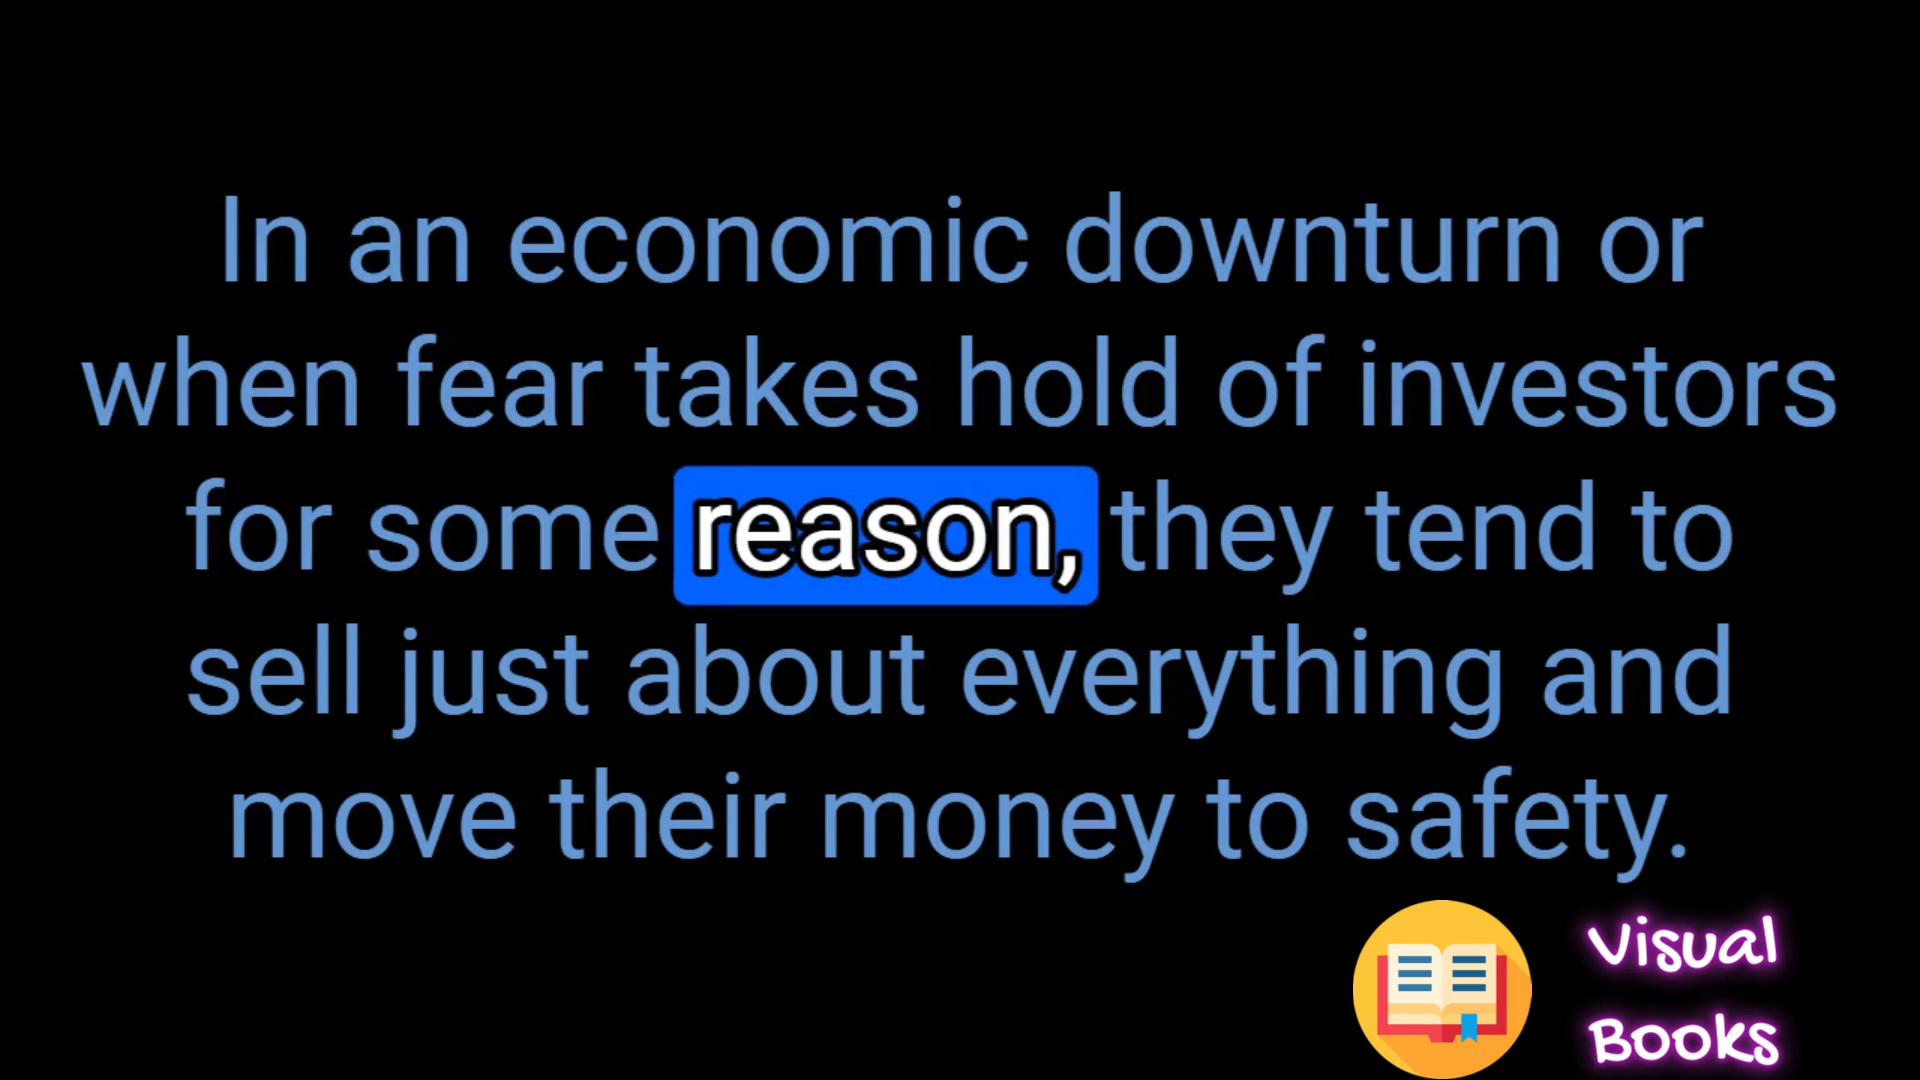 In an economic downturn or
when fear takes hold of investors
for some reason, they tend to
sell just about everything and
move their money to safety.
Visual
Books